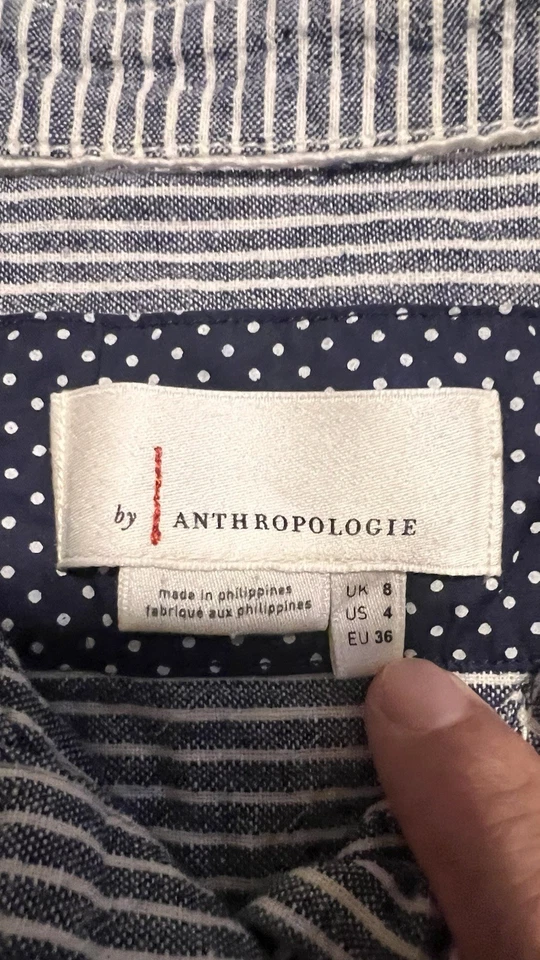 by ANTHROPOLOGIE
made in philippines
fabriqué aux philippines
UK 8
US 4
EU 36